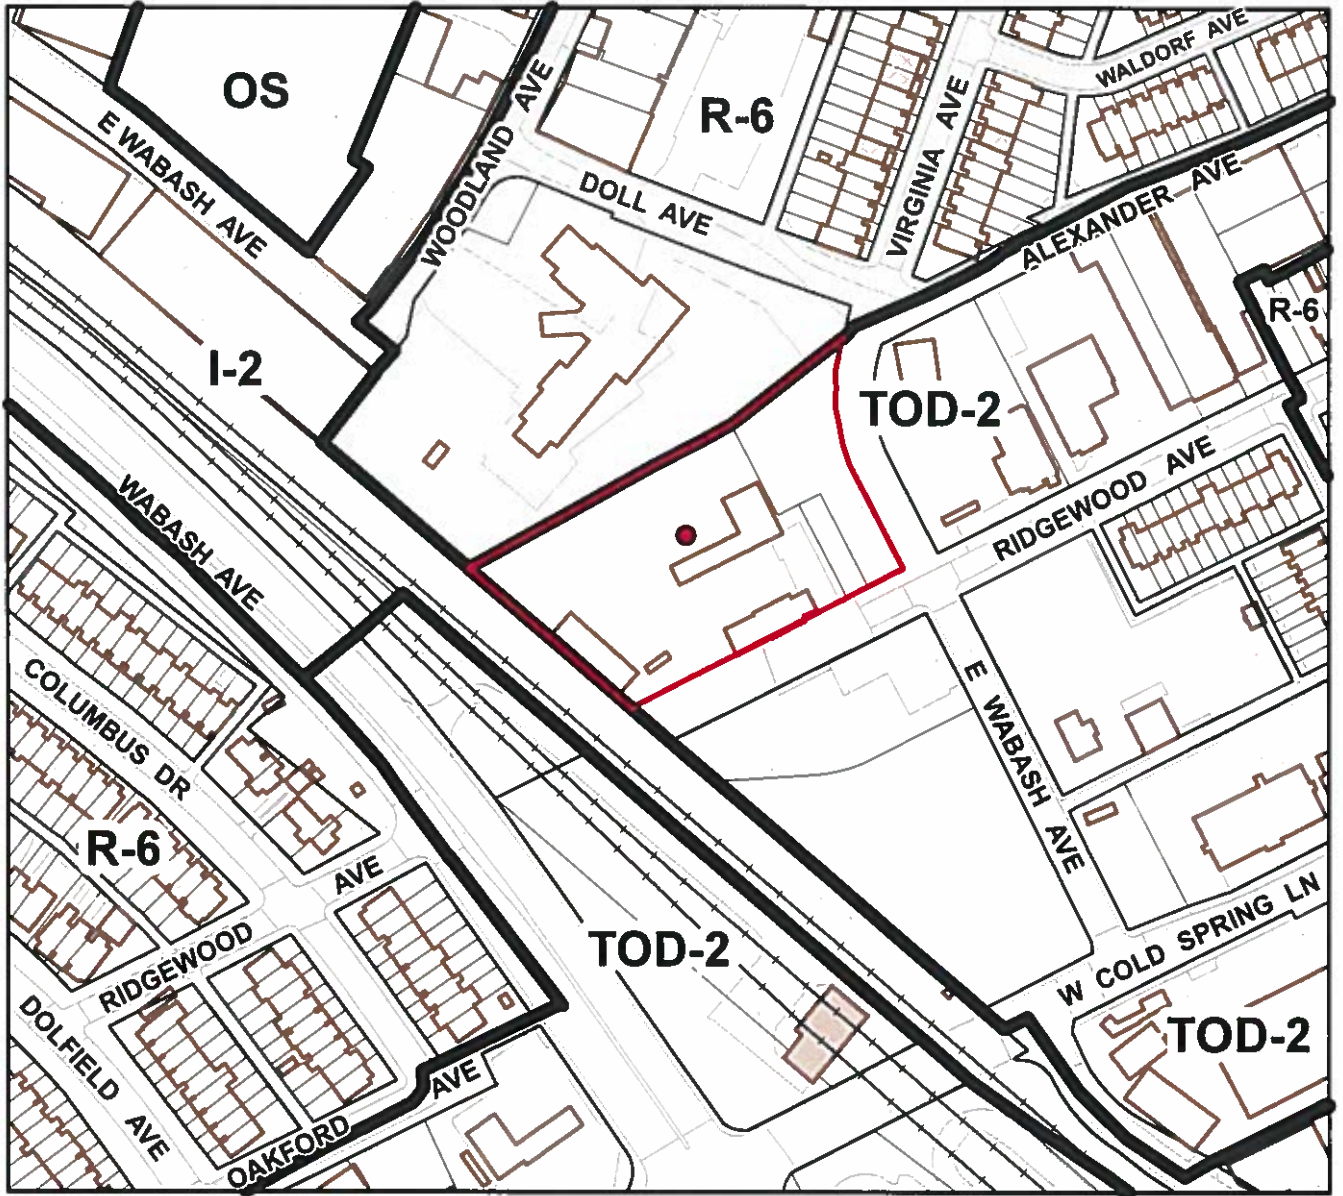 WALDORF AVE
OS
R-6
E WABASH AVE
WOODLAND AVE
VIRGINIA AVE
DOLL AVE
ALEXANDER AVE
R-6
I-2
TOD-2
RIDGEWOOD AVE
WABASH AVE
COLUMBUS DR
E WABASH AVE
R-6
RIDGEWOOD AVE
W COLD SPRING LN
TOD-2
DOLFIELD AVE
TOD-2
OAKFORD AVE